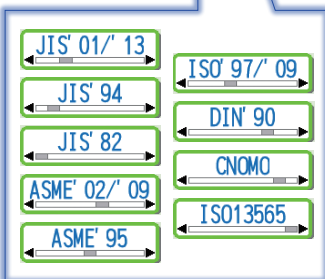 JIS' 01/' 13
JIS' 94
JIS' 82
ASME' 02/' 09
ASME' 95
ISO' 97/' 09
DIN' 90
CNOMO
ISO13565